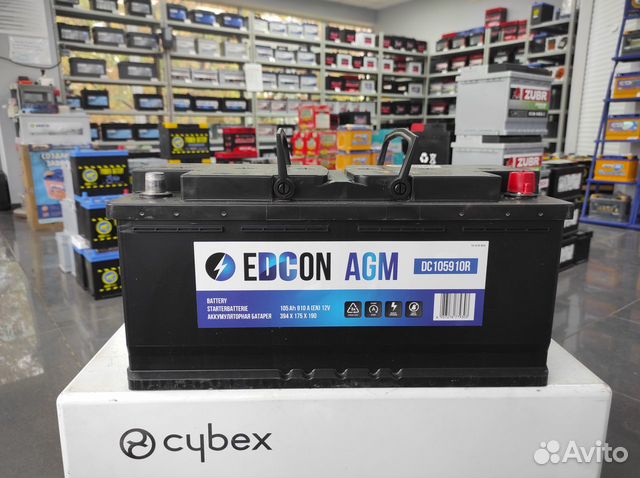 ZUBR
ZUBR
EDCON AGM
DC105910R
BATTERY
STARTERBATTERIE
АККУМУЛЯТОРНАЯ БАТАРЕЯ
105 Ah 910 A (EN) 12V
394 X 175 X 190
cybex
Avito